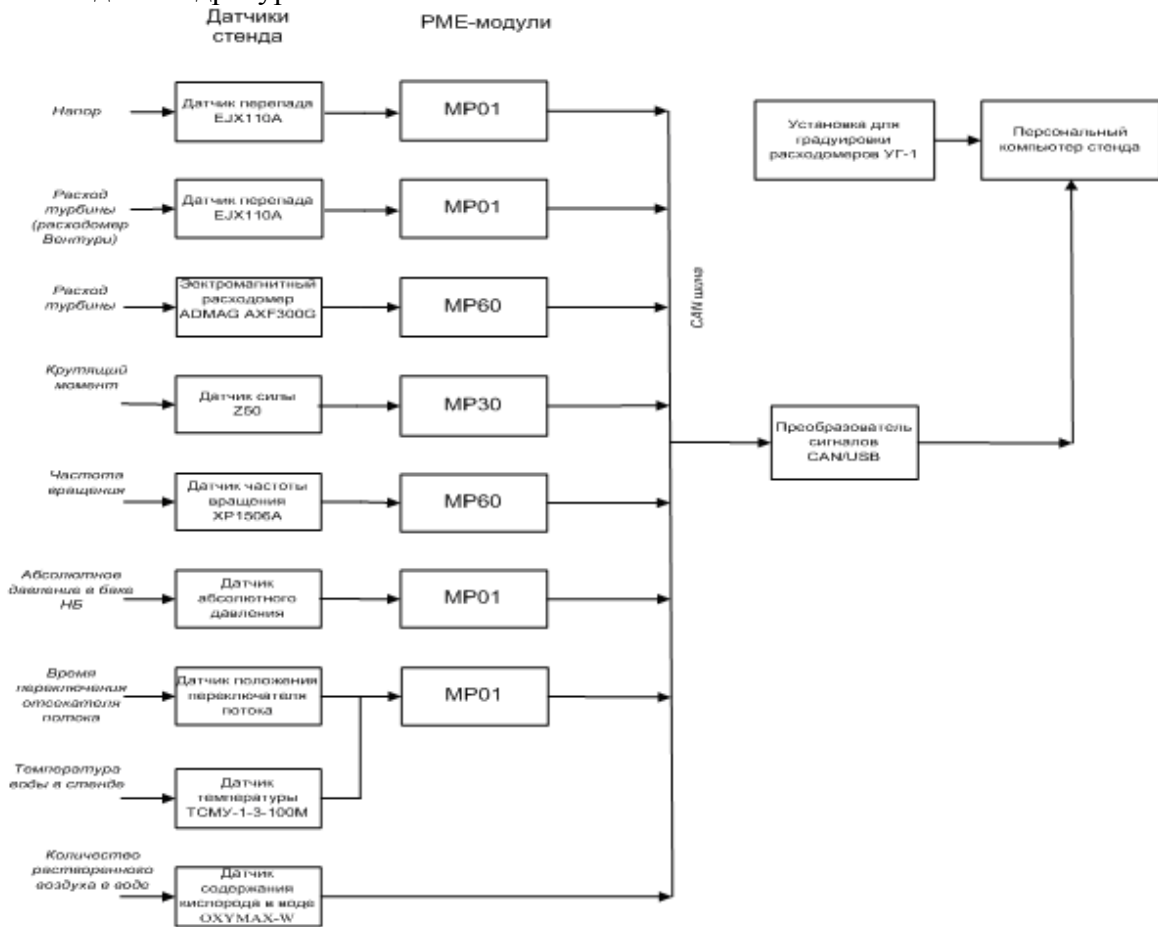 Датчики
стенда
PME-модули
Напор
Датчик перепада
EJX110A
MP01
Установка для
градуировки
расходомеров УГ-1
Персональный
компьютер стенда
Расход
турбины
(расходомер
Вентури)
Датчик перепада
EJX110A
MP01
Расход
турбины
Эектромагнитный
расходомер
ADMAG AXF300G
MP60
CAN шина
Крутящий
момент
Датчик силы
Z50
MP30
Преобразователь
сигналов
CAN/USB
Частота
вращения
Датчик частоты
вращения
XP1506A
MP60
Абсолютное
давление в баке
НБ
Датчик
абсолютного
давления
MP01
Время
переключения
отсекателя
потока
Датчик положения
переключателя
потока
MP01
Температура
воды в стенде
Датчик
температуры
ТСМУ-1-3-100М
Количество
растворенного
воздуха в воде
Датчик
содержания
кислорода в воде
OXYMAX-W